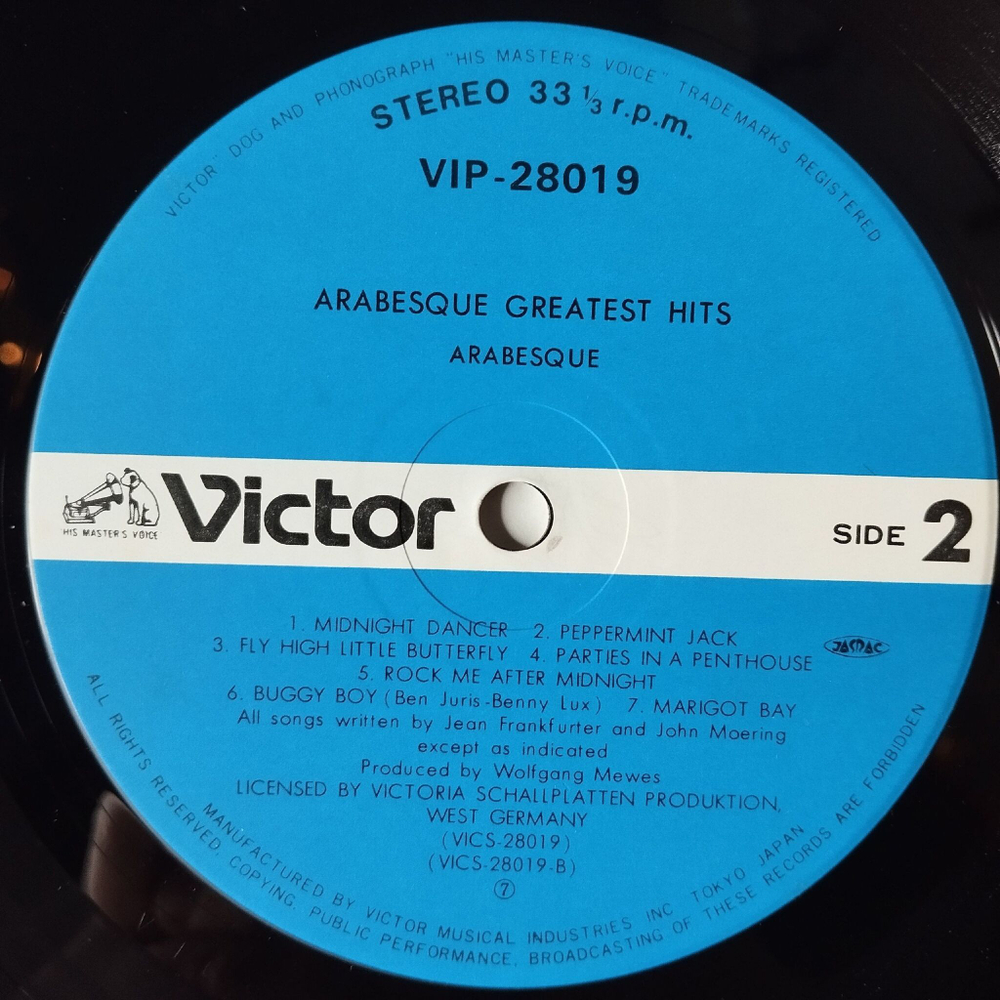 VICTOR" DOG AND PHONOGRAPH "HIS MASTER'S VOICE" TRADEMARKS REGISTERED
STEREO 33 1/3 r.p.m.
VIP-28019
ARABESQUE GREATEST HITS
ARABESQUE
HIS MASTER'S VOICE
Victor
SIDE 2
1. MIDNIGHT DANCER 2. PEPPERMINT JACK
3. FLY HIGH LITTLE BUTTERFLY 4. PARTIES IN A PENTHOUSE
JASRAC
5. ROCK ME AFTER MIDNIGHT
6. BUGGY BOY (Ben Juris-Benny Lux) 7. MARIGOT BAY
All songs written by Jean Frankfurter and John Moering
except as indicated
Produced by Wolfgang Mewes
LICENSED BY VICTORIA SCHALLPLATTEN PRODUKTION,
WEST GERMANY
(VICS-28019)
(VICS-28019-B)
⑦
MANUFACTURED BY VICTOR MUSICAL INDUSTRIES INC TOKYO JAPAN
ALL RIGHTS RESERVED. COPYING, PUBLIC PERFORMANCE, BROADCASTING OF THESE RECORDS ARE FORBIDDEN